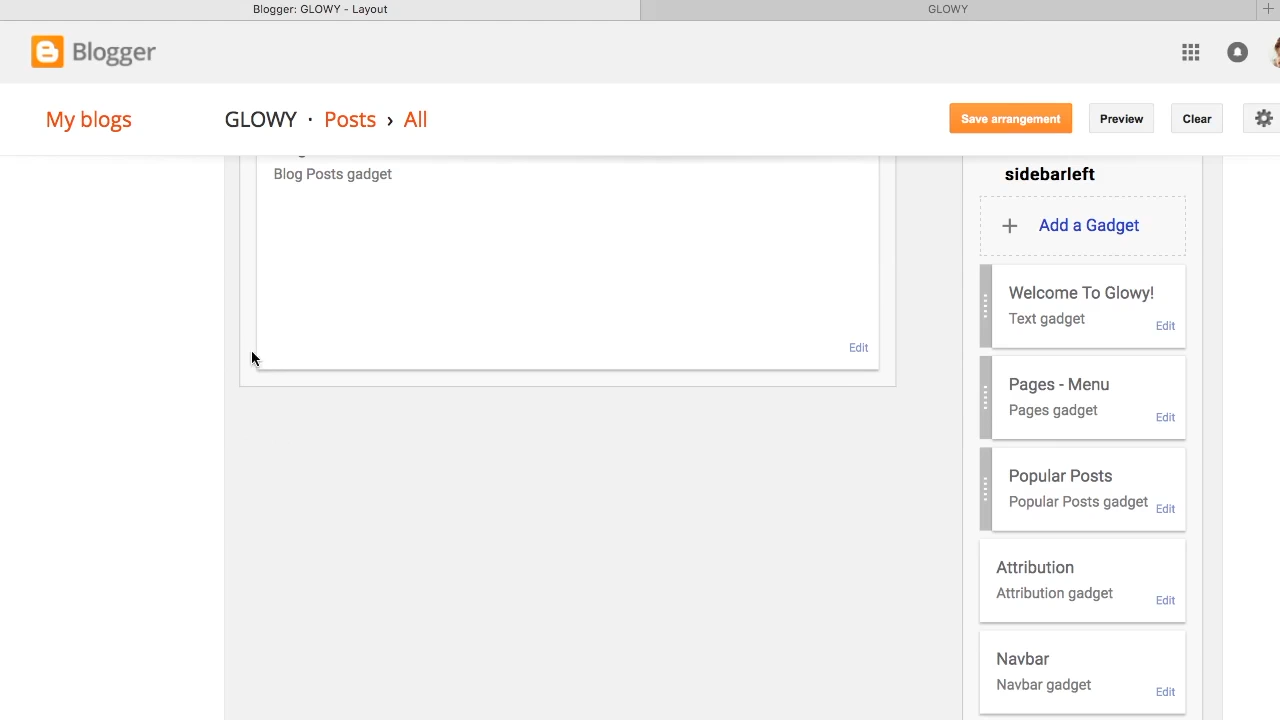 Blogger: GLOWY - Layout
GLOWY
Blogger
My blogs
GLOWY · Posts › All
Save arrangement
Preview
Clear
Blog Posts gadget
Edit
sidebarleft
Add a Gadget
Welcome To Glowy!
Text gadget
Edit
Pages - Menu
Pages gadget
Edit
Popular Posts
Popular Posts gadget
Edit
Attribution
Attribution gadget
Edit
Navbar
Navbar gadget
Edit